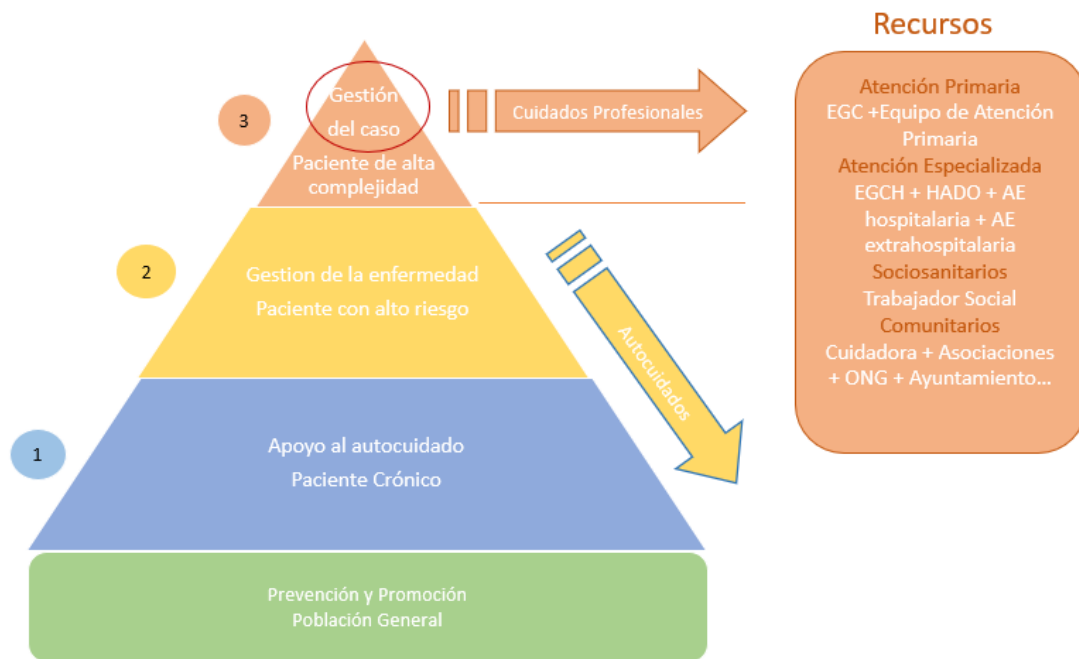 Recursos
3
Gestión
del caso
Paciente de alta
complejidad
Cuidados Profesionales
Atención Primaria
EGC +Equipo de Atención
Primaria
Atención Especializada
EGCH + HADO + AE
hospitalaria + AE
extrahospitalaria
Sociosanitarios
Trabajador Social
Comunitarios
Cuidadora + Asociaciones
+ ONG + Ayuntamiento...
2
Gestion de la enfermedad
Paciente con alto riesgo
Autocuidados
1
Apoyo al autocuidado
Paciente Crónico
Prevención y Promoción
Población General